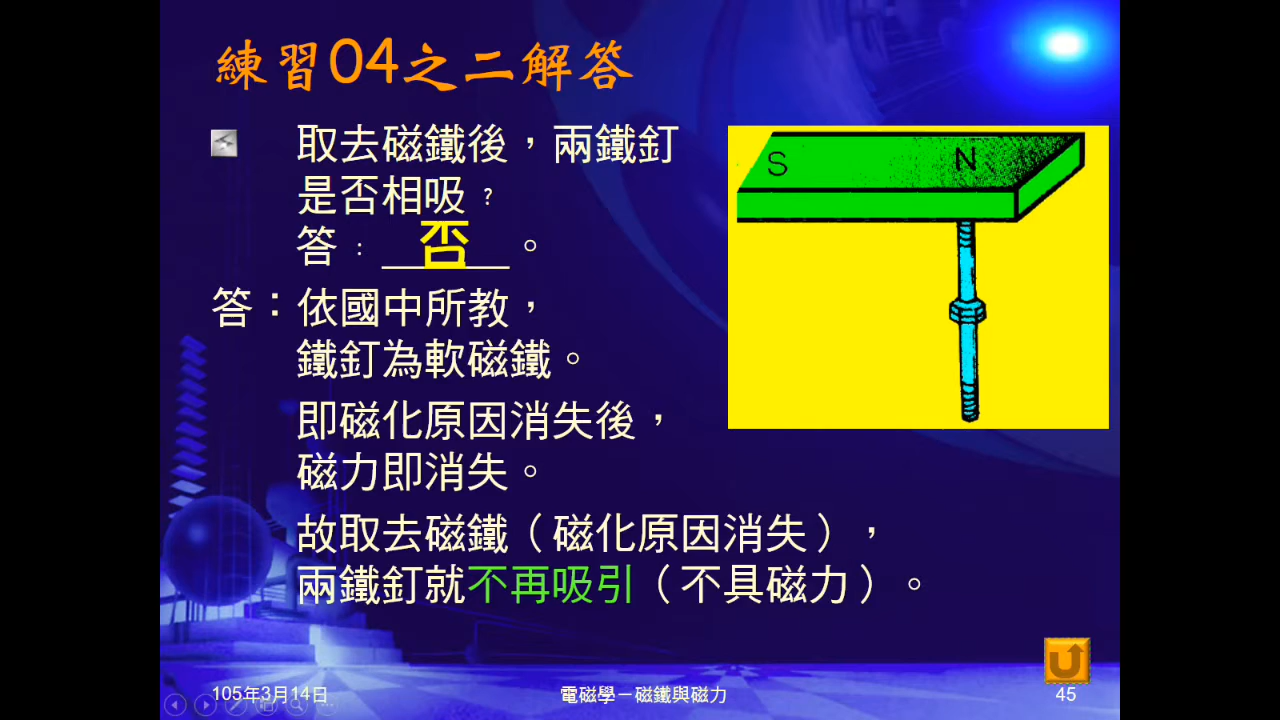 練習04之二解答
取去磁鐵後，兩鐵釘
是否相吸？
答：＿否＿。
答：依國中所教，
鐵釘為軟磁鐵。
即磁化原因消失後，
磁力即消失。
故取去磁鐵（磁化原因消失），
兩鐵釘就不再吸引（不具磁力）。
S N
105年3月14日 電磁學－磁鐵與磁力 45